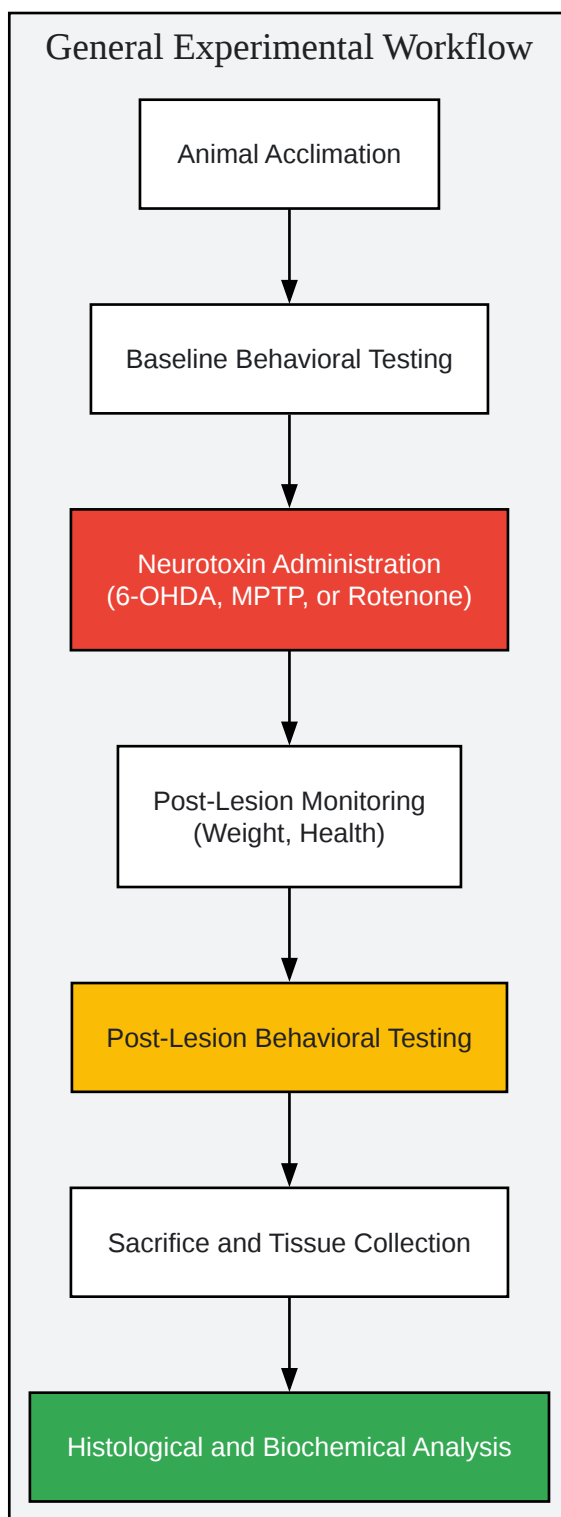 General Experimental Workflow
Animal Acclimation
Baseline Behavioral Testing
Neurotoxin Administration
(6-OHDA, MPTP, or Rotenone)
Post-Lesion Monitoring
(Weight, Health)
Post-Lesion Behavioral Testing
Sacrifice and Tissue Collection
Histological and Biochemical Analysis